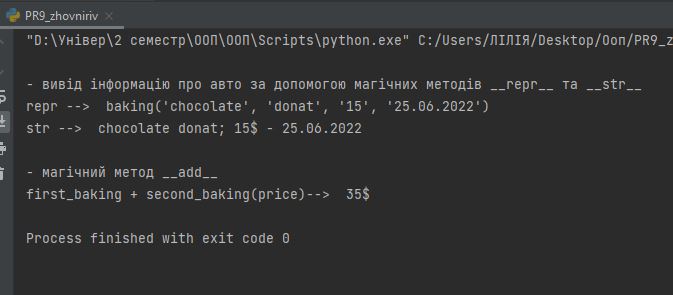 PR9_zhovniriv
"D:\Універ\2 семестр\ООП\ООП\Scripts\python.exe" C:/Users/ЛІЛІЯ/Desktop/Ооп/PR9_z
- вивід інформацію про авто за допомогою магічних методів __repr__ та __str__
repr --> baking('chocolate', 'donat', '15', '25.06.2022')
str --> chocolate donat; 15$ - 25.06.2022
- магічний метод __add__
first_baking + second_baking(price)--> 35$
Process finished with exit code 0